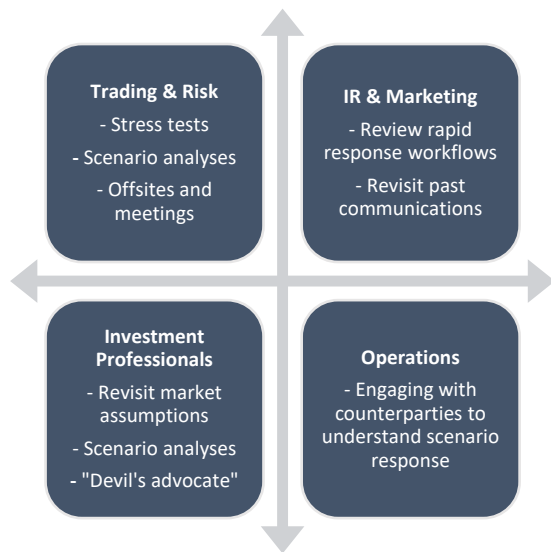 Trading & Risk
- Stress tests
- Scenario analyses
- Offsites and
meetings
IR & Marketing
- Review rapid
response workflows
- Revisit past
communications
Investment
Professionals
- Revisit market
assumptions
- Scenario analyses
- "Devil's advocate"
Operations
- Engaging with
counterparties to
understand scenario
response